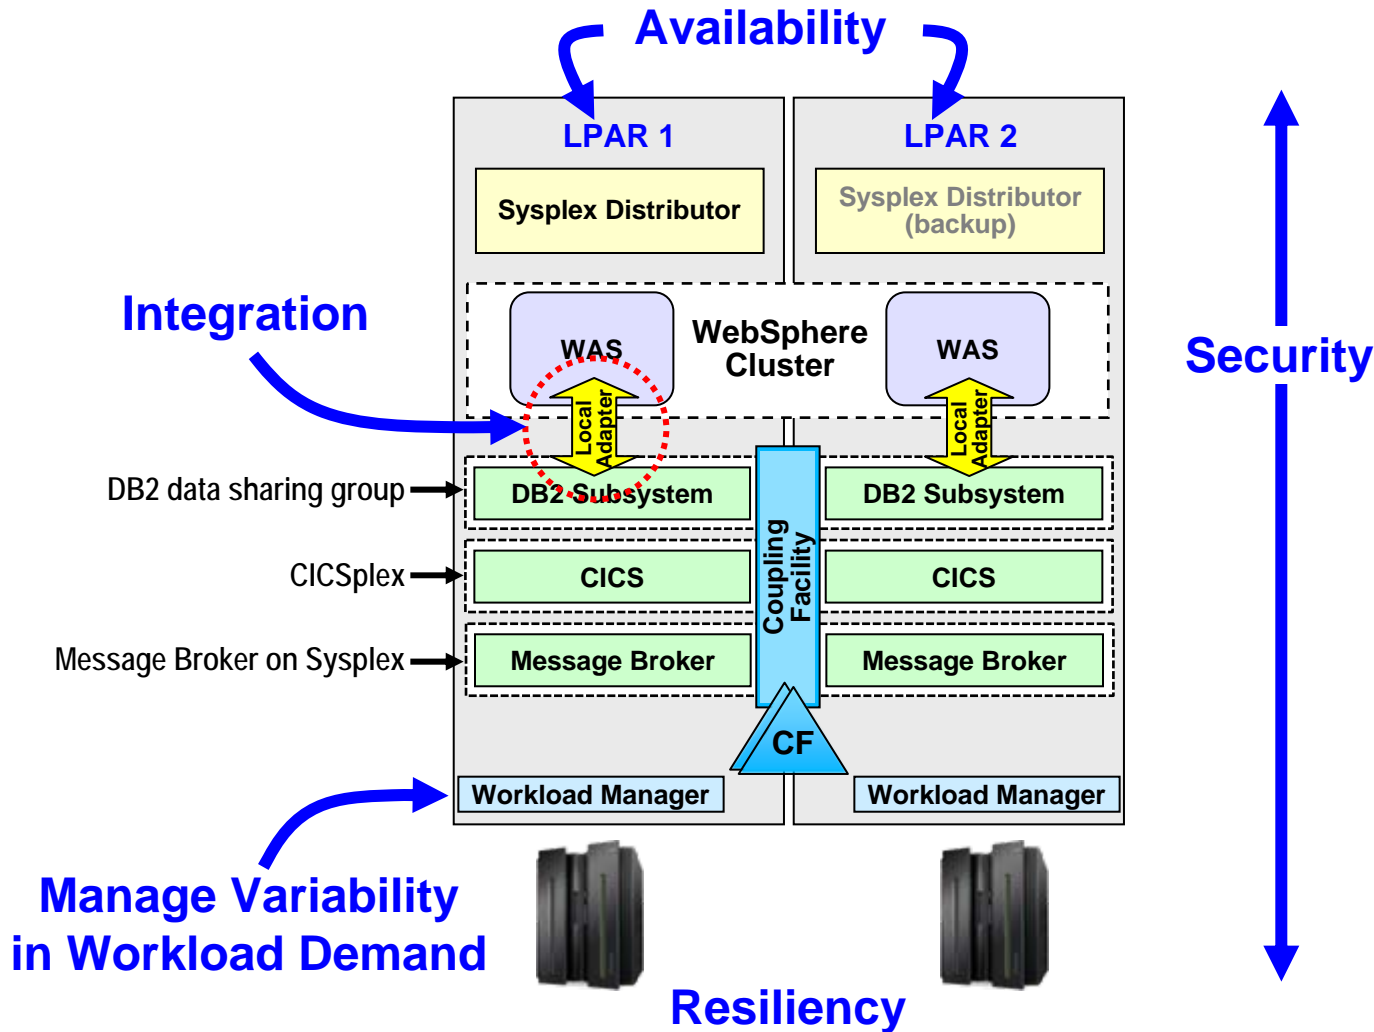 Availability
LPAR 1
LPAR 2
Sysplex Distributor
Sysplex Distributor
(backup)
Integration
WAS
WebSphere
Cluster
WAS
Security
Local
Adapter
Local
Adapter
DB2 data sharing group
DB2 Subsystem
DB2 Subsystem
Coupling
Facility
CICSplex
CICS
CICS
Message Broker on Sysplex
Message Broker
Message Broker
CF
Workload Manager
Workload Manager
Manage Variability
in Workload Demand
Resiliency